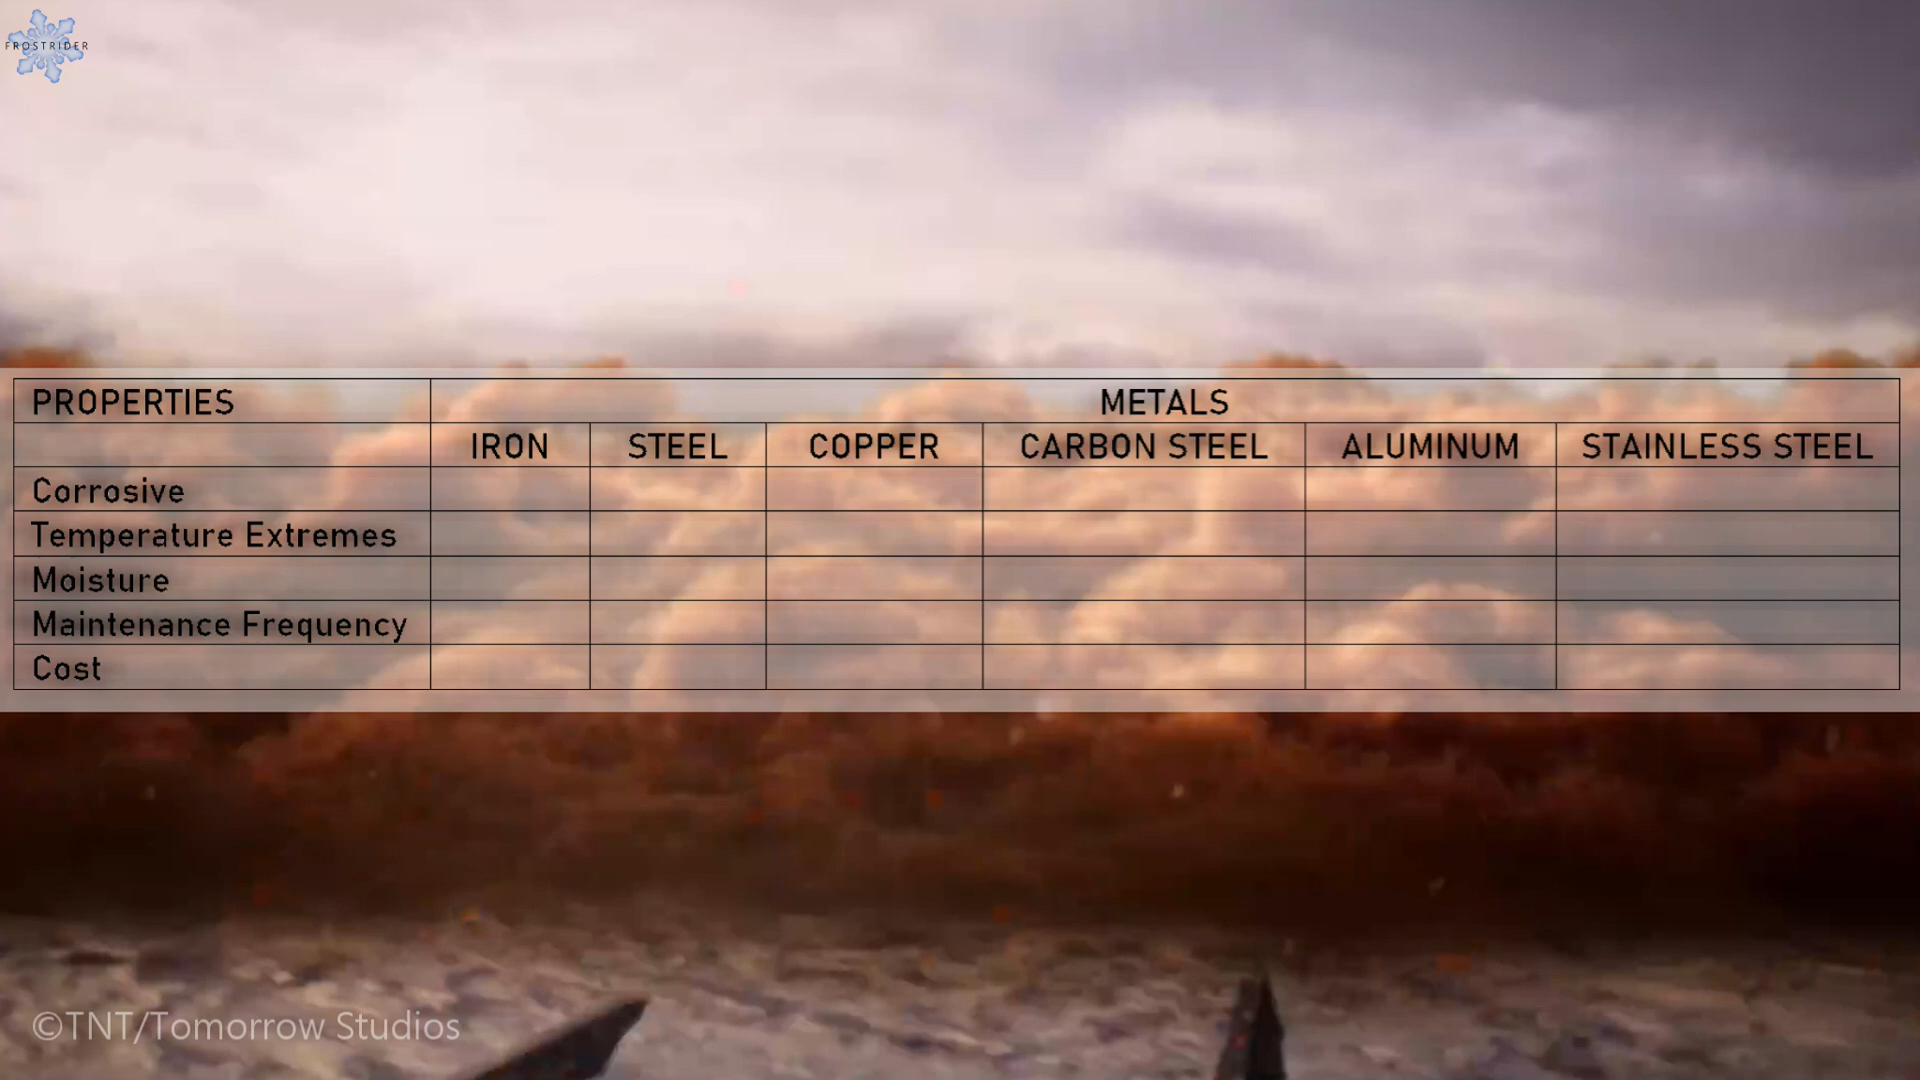 FROSTRIDER
PROPERTIES METALS
IRON STEEL COPPER CARBON STEEL ALUMINUM STAINLESS STEEL
Corrosive
Temperature Extremes
Moisture
Maintenance Frequency
Cost
©TNT/Tomorrow Studios